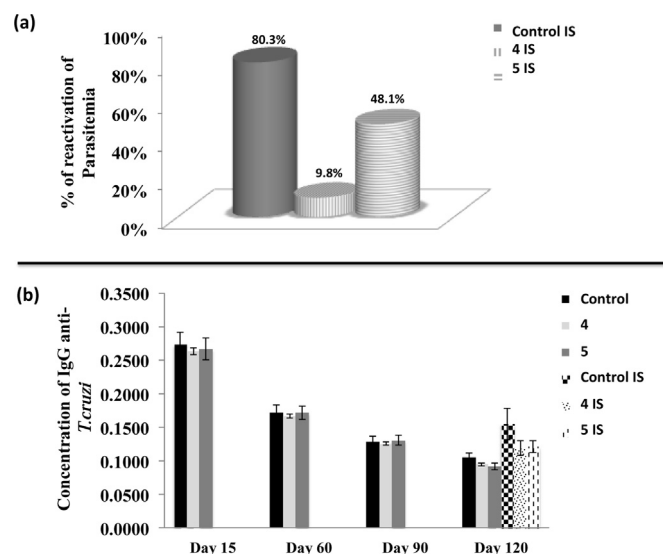 (a)
% of reactivation of
Parasitemia
100%
80%
60%
40%
20%
0%
80.3%
9.8%
48.1%
Control IS
4 IS
5 IS
(b)
Concentration of IgG anti-
T.cruzi
0.3500
0.3000
0.2500
0.2000
0.1500
0.1000
0.0500
0.0000
Day 15
Day 60
Day 90
Day 120
Control
4
5
Control IS
4 IS
5 IS